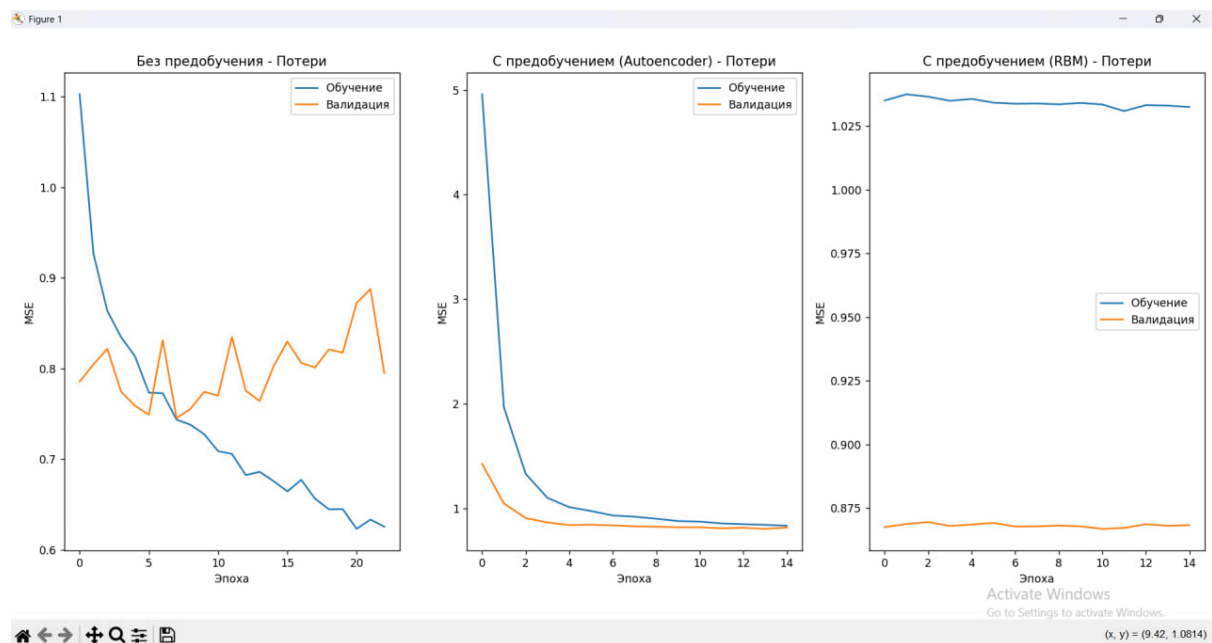 Figure 1
Без предобучения - Потери
Обучение
Валидация
1.1
1.0
0.9
0.8
0.7
0.6
MSE
0
5
10
15
20
Эпоха
С предобучением (Autoencoder) - Потери
Обучение
Валидация
5
4
3
2
1
MSE
0
2
4
6
8
10
12
14
Эпоха
С предобучением (RBM) - Потери
1.025
1.000
0.975
0.950
0.925
0.900
0.875
MSE
Обучение
Валидация
0
2
4
6
8
10
12
14
Эпоха
Activate Windows
Go to Settings to activate Windows.
(x, y) = (9.42, 1.0814)